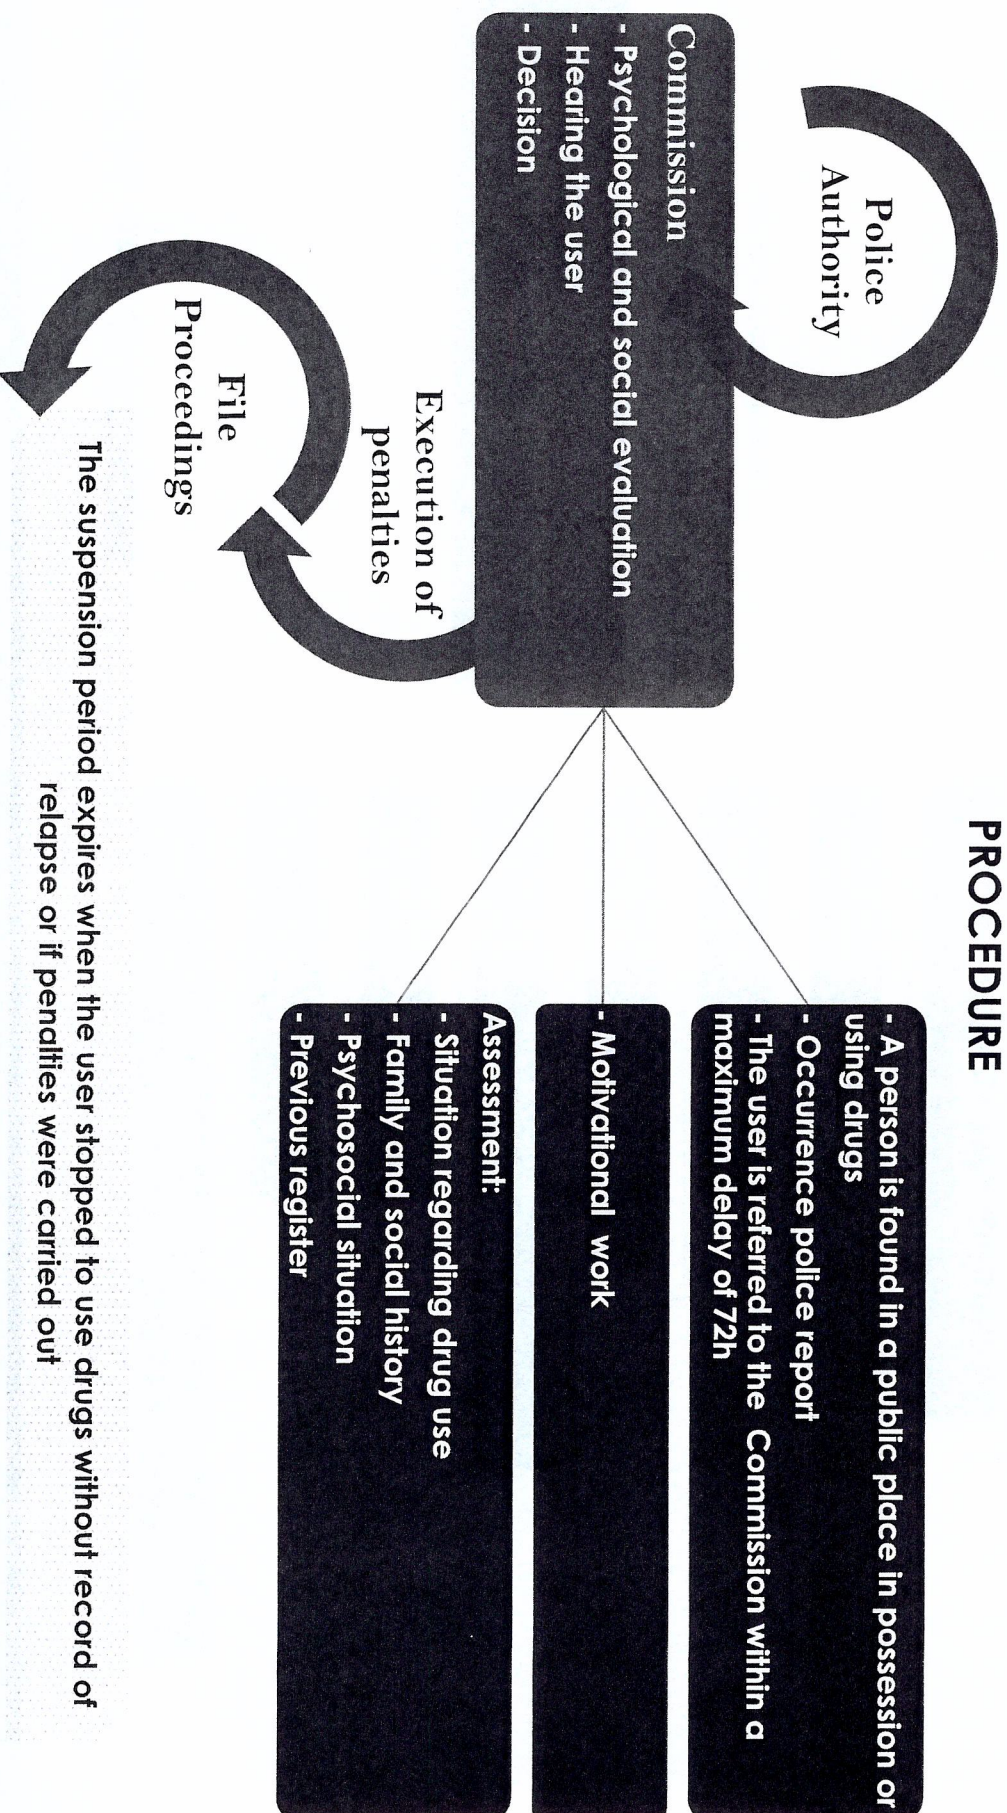 PROCEDURE
Police
Authority
Commission
- Psychological and social evaluation
- Hearing the user
- Decision
- A person is found in a public place in possession or
using drugs
- Occurrence police report
- The user is referred to the Commission within a
maximum delay of 72h
- Motivational work
Assessment:
- Situation regarding drug use
- Family and social history
- Psychosocial situation
- Previous register
Execution of
penalties
File
Proceedings
The suspension period expires when the user stopped to use drugs without record of
relapse or if penalties were carried out